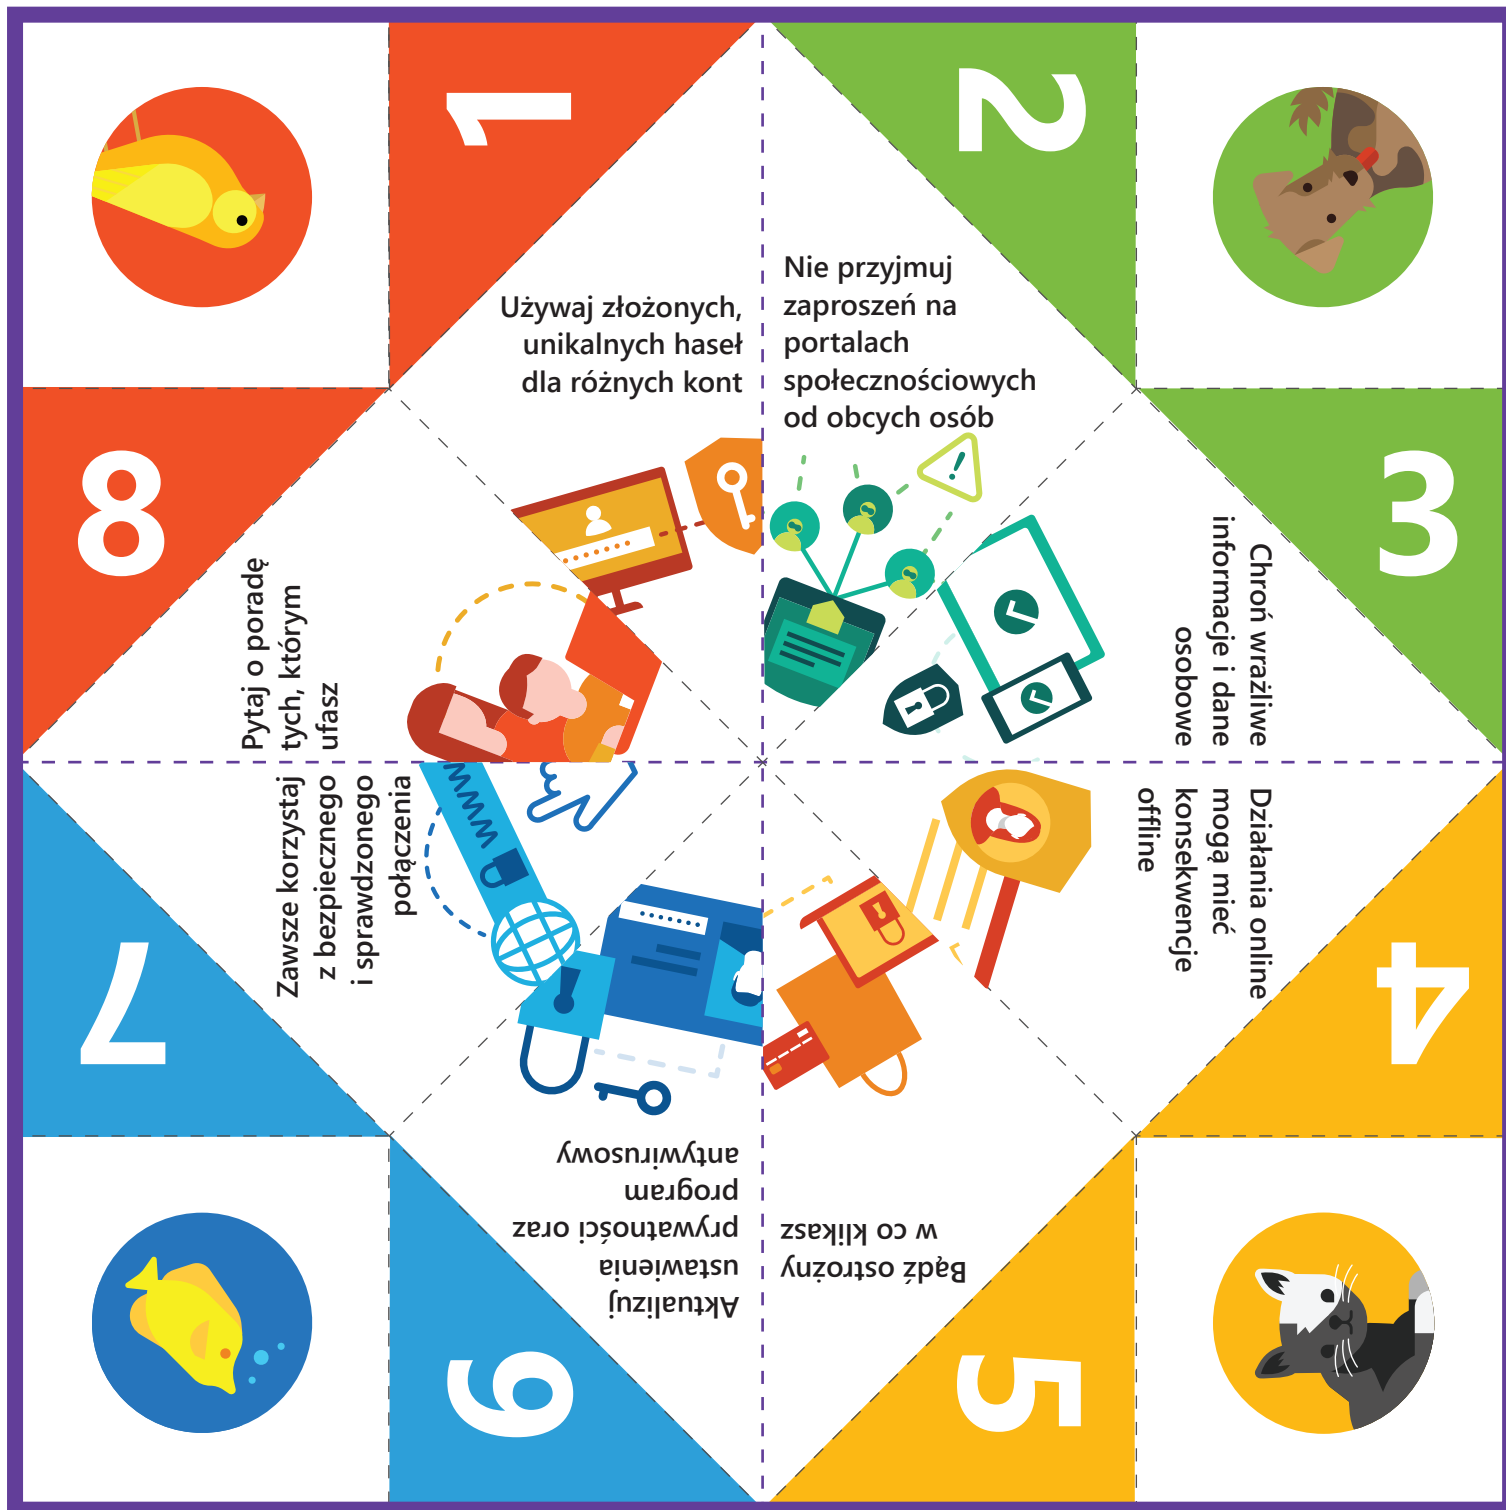 1
Używaj złożonych,
unikalnych haseł
dla różnych kont
2
Nie przyjmuj
zaproszeń na
portalach
społecznościowych
od obcych osób
3
Chroń wrażliwe
informacje i dane
osobowe
4
Działania online
mogą mieć
konsekwencje
offline
5
Bądź ostrożny
w co klikasz
6
Aktualizuj
ustawienia
prywatności oraz
program
antywirusowy
7
Zawsze korzystaj
z bezpiecznego
i sprawdzonego
połączenia
WWW
8
Pytaj o poradę
tych, którym
ufasz